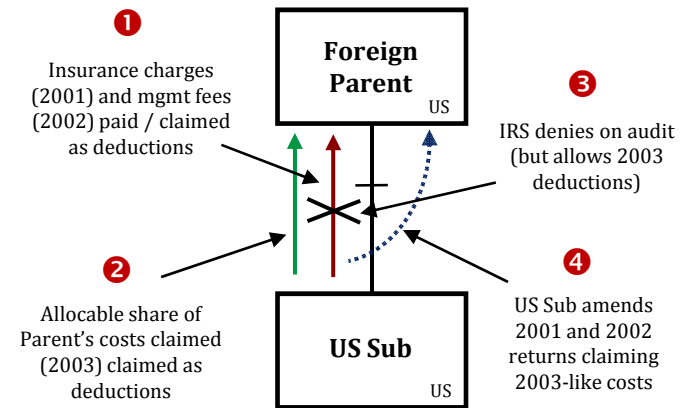 1
Insurance charges
(2001) and mgmt fees
(2002) paid / claimed
as deductions
Foreign
Parent
US
3
IRS denies on audit
(but allows 2003
deductions)
2
Allocable share of
Parent's costs claimed
(2003) claimed as
deductions
US Sub
US
4
US Sub amends
2001 and 2002
returns claiming
2003-like costs